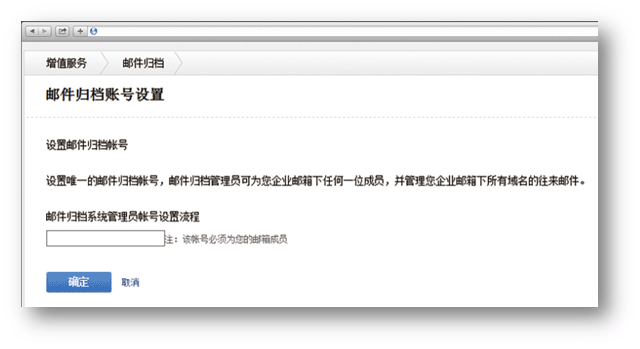 增值服务 邮件归档
邮件归档账号设置
设置邮件归档帐号
设置唯一的邮件归档帐号，邮件归档管理员可为您企业邮箱下任何一位成员，并管理您企业邮箱下所有域名的往来邮件。
邮件归档系统管理员帐号设置流程
注：该帐号必须为您的邮箱成员
确定 取消